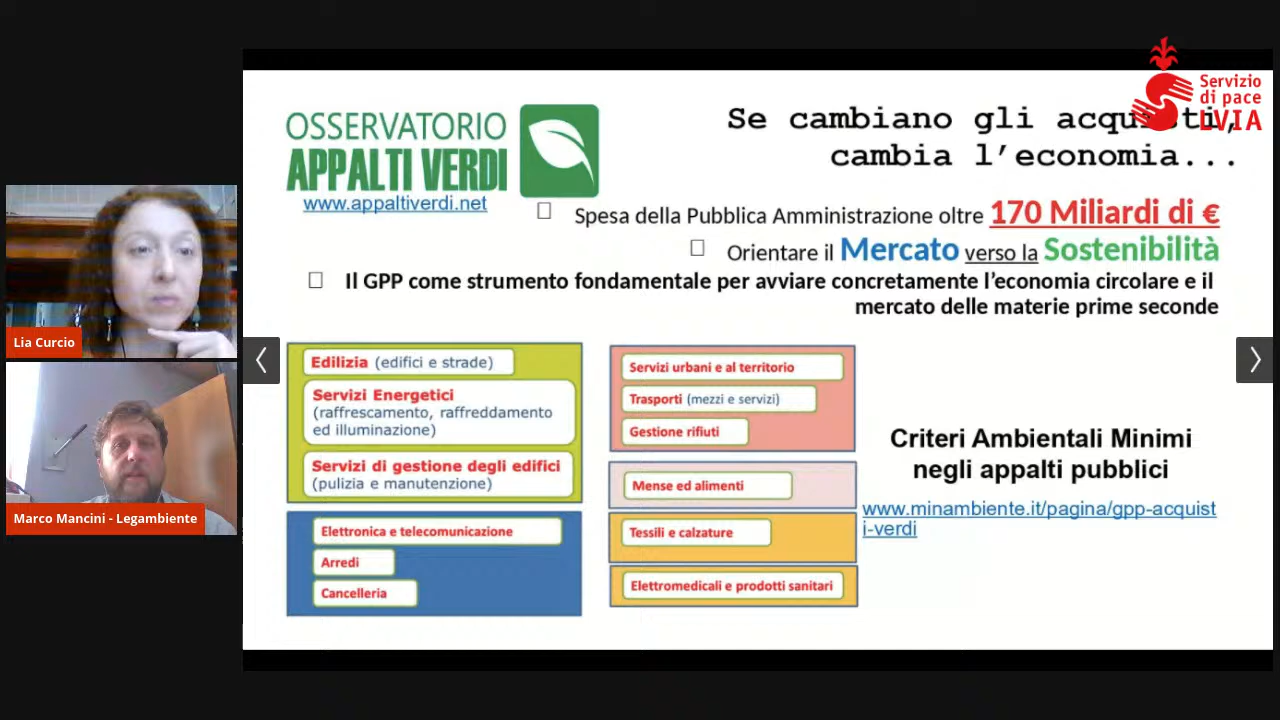 Servizio
di pace
LVIA
OSSERVATORIO
APPALTI VERDI
www.appaltiverdi.net
Se cambiano gli acquisti,
cambia l’economia...
Spesa della Pubblica Amministrazione oltre 170 Miliardi di €
Orientare il Mercato verso la Sostenibilità
Il GPP come strumento fondamentale per avviare concretamente l’economia circolare e il
mercato delle materie prime seconde
Lia Curcio
Marco Mancini - Legambiente
Edilizia (edifici e strade)
Servizi Energetici
(raffrescamento, raffreddamento
ed illuminazione)
Servizi di gestione degli edifici
(pulizia e manutenzione)
Elettronica e telecomunicazione
Arredi
Cancelleria
Servizi urbani e al territorio
Trasporti (mezzi e servizi)
Gestione rifiuti
Mense ed alimenti
Tessili e calzature
Elettromedicali e prodotti sanitari
Criteri Ambientali Minimi
negli appalti pubblici
www.minambiente.it/pagina/gpp-acquist
i-verdi